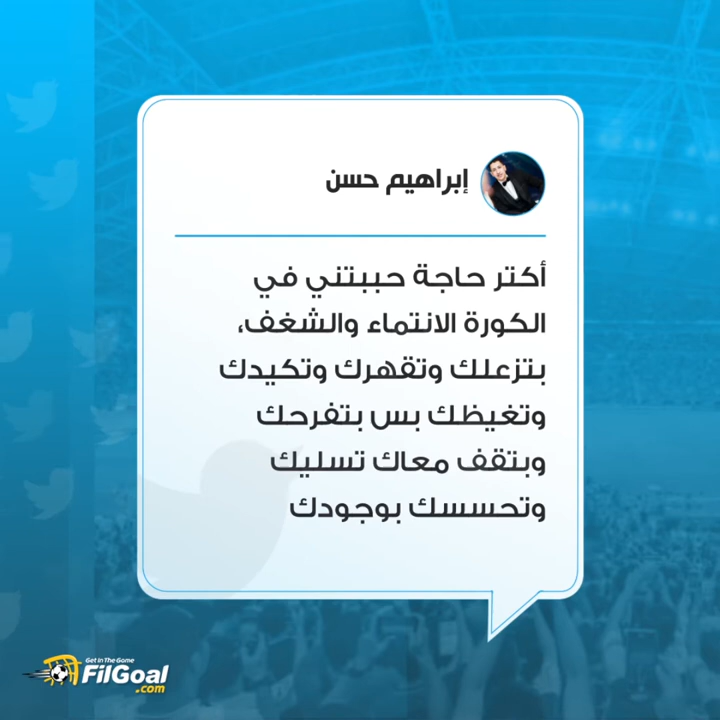 إبراهيم حسن
أكتر حاجة حببتني في
الكورة الانتماء والشغف،
بتزعلك وتقهرك وتكيدك
وتغيظك بس بتفرحك
وبتقف معاك تسليك
وتحسسك بوجودك
Get in The Game
FilGoal
.com